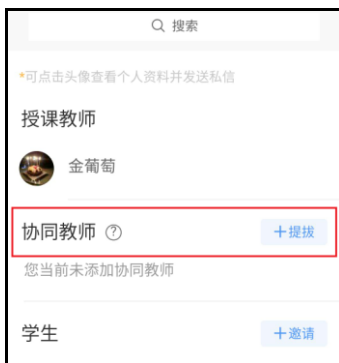 搜索
*可点击头像查看个人资料并发送私信
授课教师
金葡萄
协同教师 ? +提拔
您当前未添加协同教师
学生 +邀请